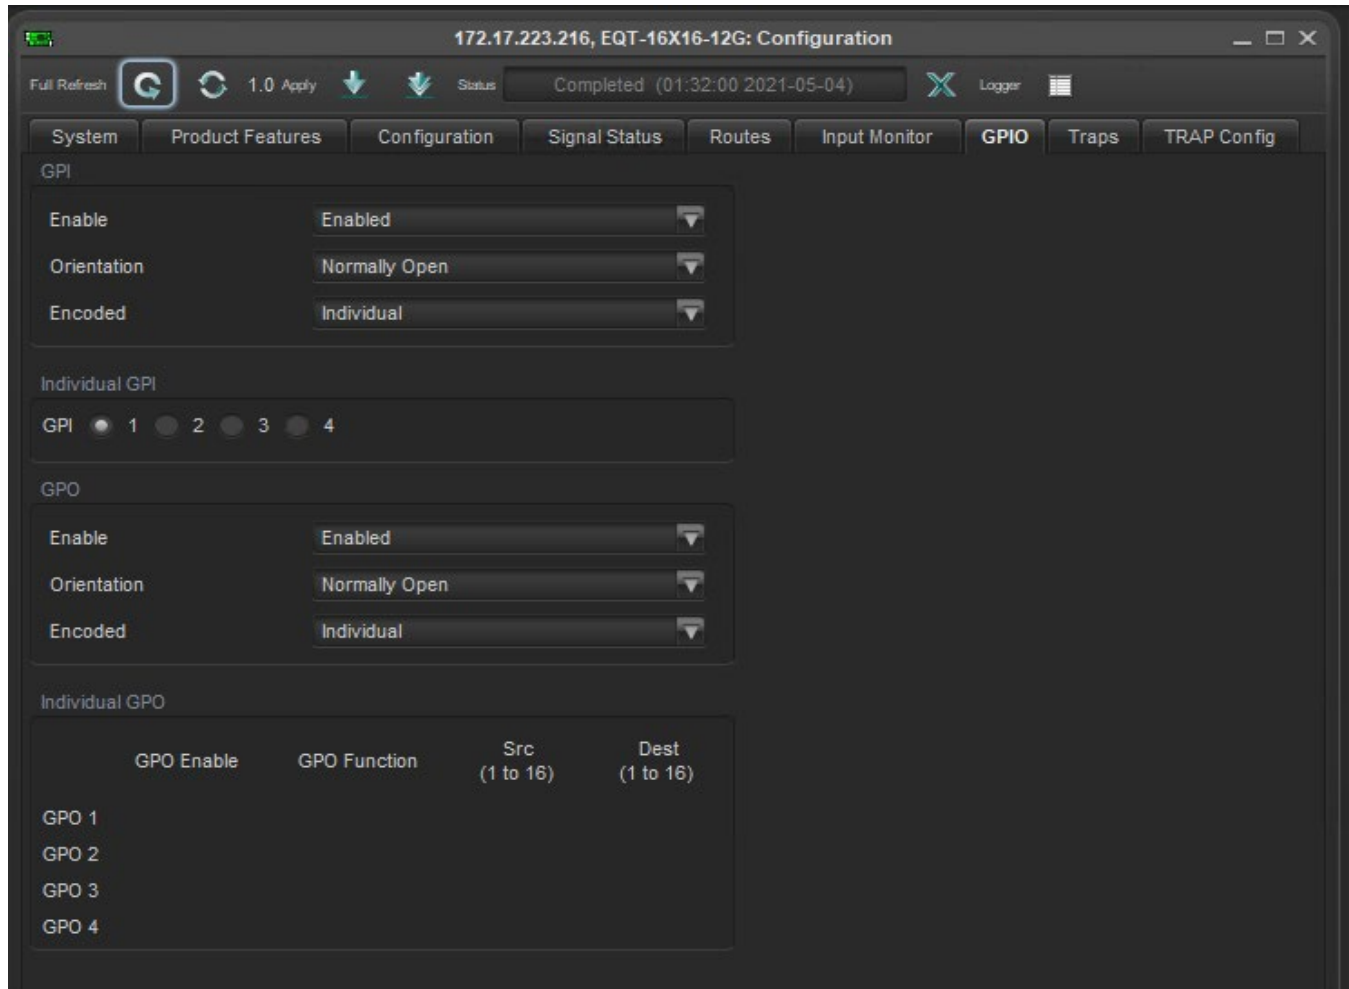 172.17.223.216, EQT-16X16-12G: Configuration
Full Refresh 1.0 Apply Status Completed (01:32:00 2021-05-04) Logger
System Product Features Configuration Signal Status Routes Input Monitor GPIO Traps TRAP Config
GPI
Enable Enabled
Orientation Normally Open
Encoded Individual
Individual GPI
GPI 1 2 3 4
GPO
Enable Enabled
Orientation Normally Open
Encoded Individual
Individual GPO
GPO Enable GPO Function Src (1 to 16) Dest (1 to 16)
GPO 1
GPO 2
GPO 3
GPO 4